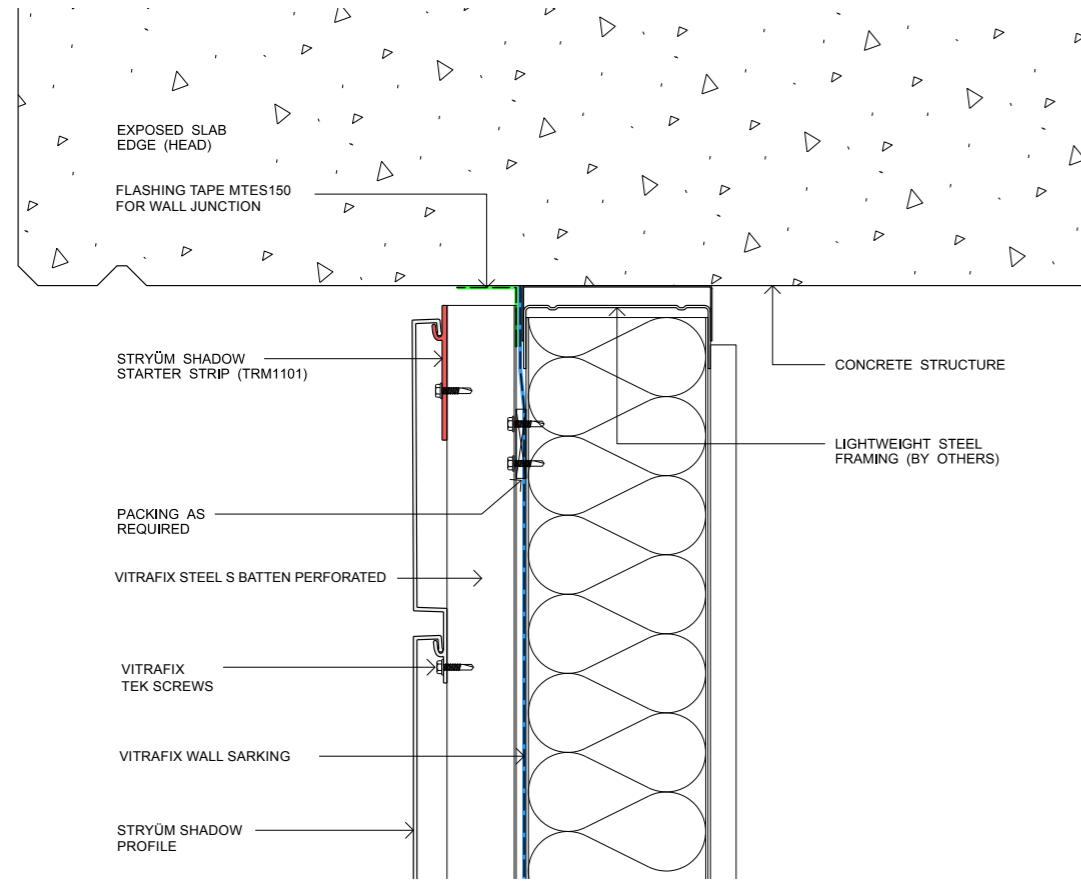 EXPOSED SLAB
EDGE (HEAD)
FLASHING TAPE MTES150
FOR WALL JUNCTION
STRYÜM SHADOW
STARTER STRIP (TRM1101)
CONCRETE STRUCTURE
LIGHTWEIGHT STEEL
FRAMING (BY OTHERS)
PACKING AS
REQUIRED
VITRAFIX STEEL S BATTEN PERFORATED
VITRAFIX
TEK SCREWS
VITRAFIX WALL SARKING
STRYÜM SHADOW
PROFILE